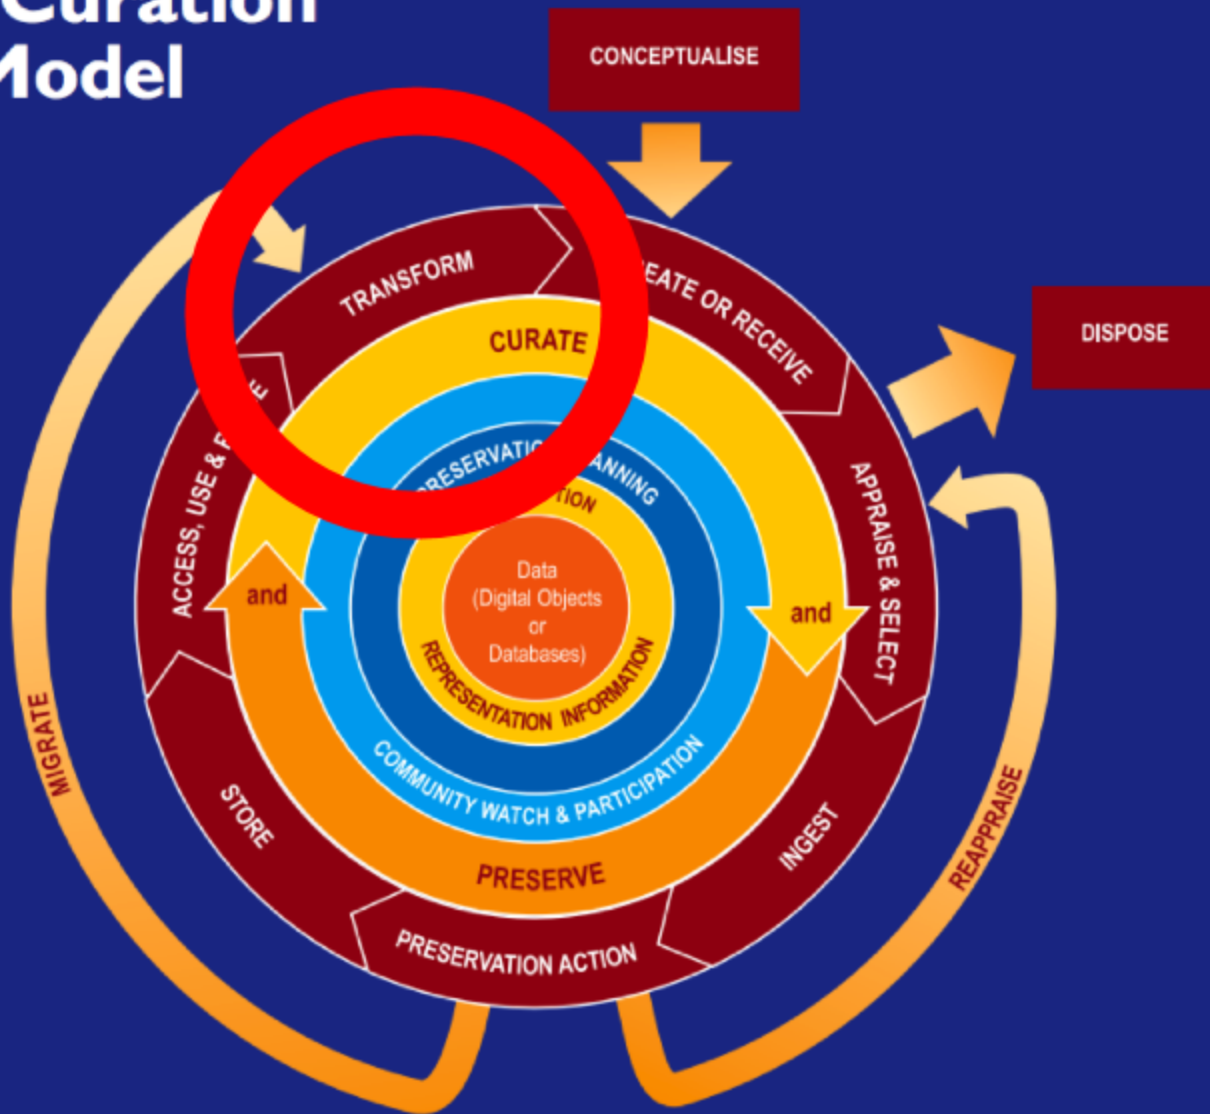 Curation
Model
CONCEPTUALISE
TRANSFORM
EATE OR RECEIVE
DISPOSE
CURATE
ACCESS, USE &
APPRAISE & SELECT
Data
(Digital Objects
or
Databases)
and
and
REPRESENTATION INFORMATION
COMMUNITY WATCH & PARTICIPATION
PRESERVE
STORE
INGEST
PRESERVATION ACTION
MIGRATE
REAPPRAISE